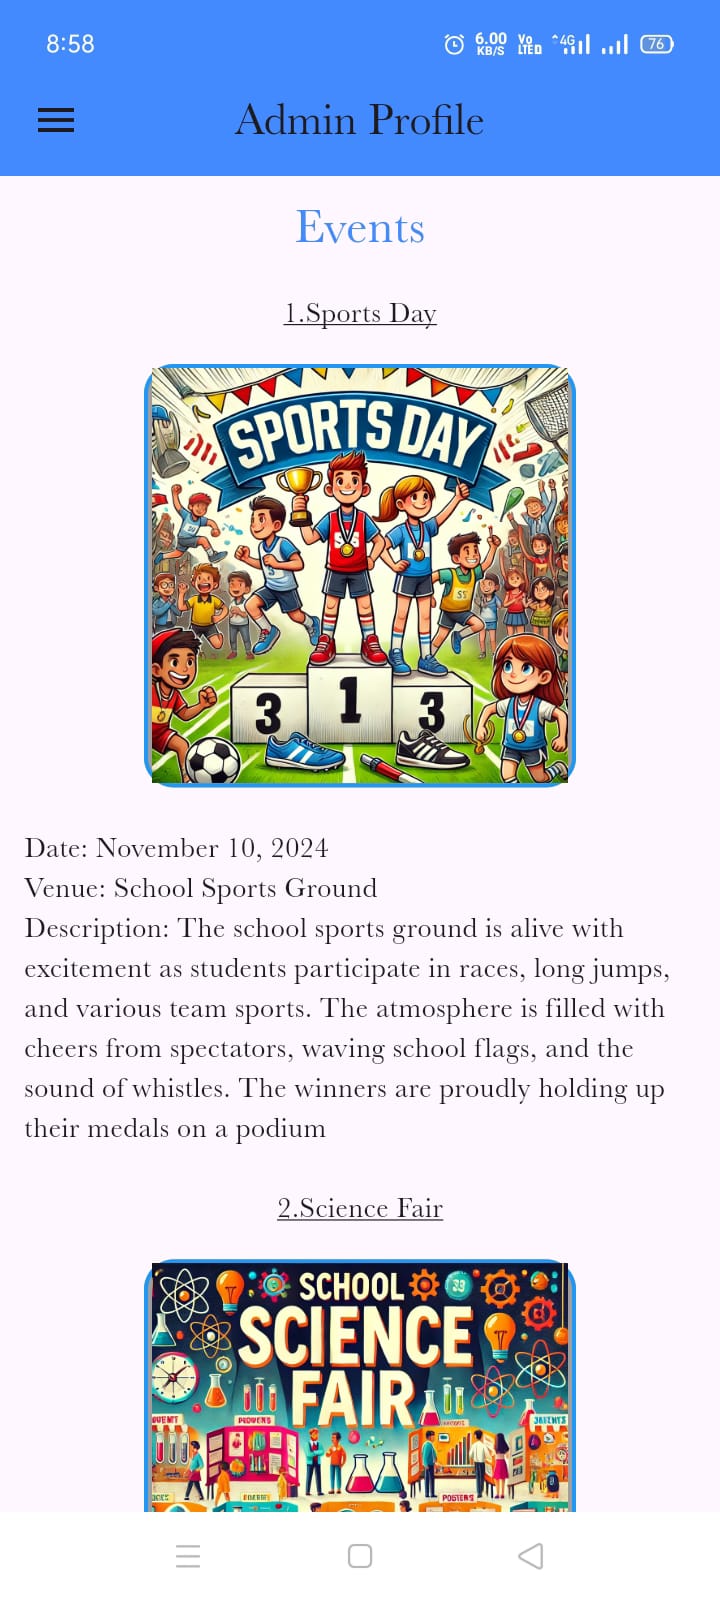 8:58
6.00
KB/S
Vo
LTE
4G
76
Admin Profile
Events
1.Sports Day
SPORTS DAY
SS
3
1
3
Date: November 10, 2024
Venue: School Sports Ground
Description: The school sports ground is alive with
excitement as students participate in races, long jumps,
and various team sports. The atmosphere is filled with
cheers from spectators, waving school flags, and the
sound of whistles. The winners are proudly holding up
their medals on a podium
2.Science Fair
SCHOOL
SCIENCE
FAIR
POSTERS